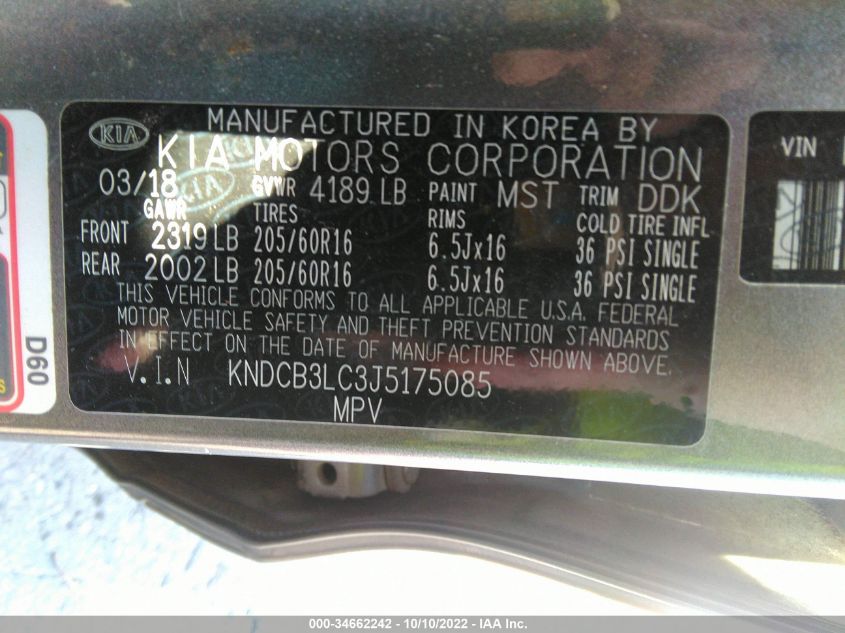 MANUFACTURED IN KOREA BY
KIA KIA MOTORS CORPORATION
03/18 GVWR 4189 LB PAINT MST TRIM DDK
GAWR TIRES RIMS COLD TIRE INFL
FRONT 2319 LB 205/60R16 6.5Jx16 36 PSI SINGLE
REAR 2002 LB 205/60R16 6.5Jx16 36 PSI SINGLE
THIS VEHICLE CONFORMS TO ALL APPLICABLE U.S.A. FEDERAL
MOTOR VEHICLE SAFETY AND THEFT PREVENTION STANDARDS
IN EFFECT ON THE DATE OF MANUFACTURE SHOWN ABOVE.
V.I.N KNDCB3LC3J5175085
MPV
D60
VIN
000-34662242 - 10/10/2022 - IAA Inc.